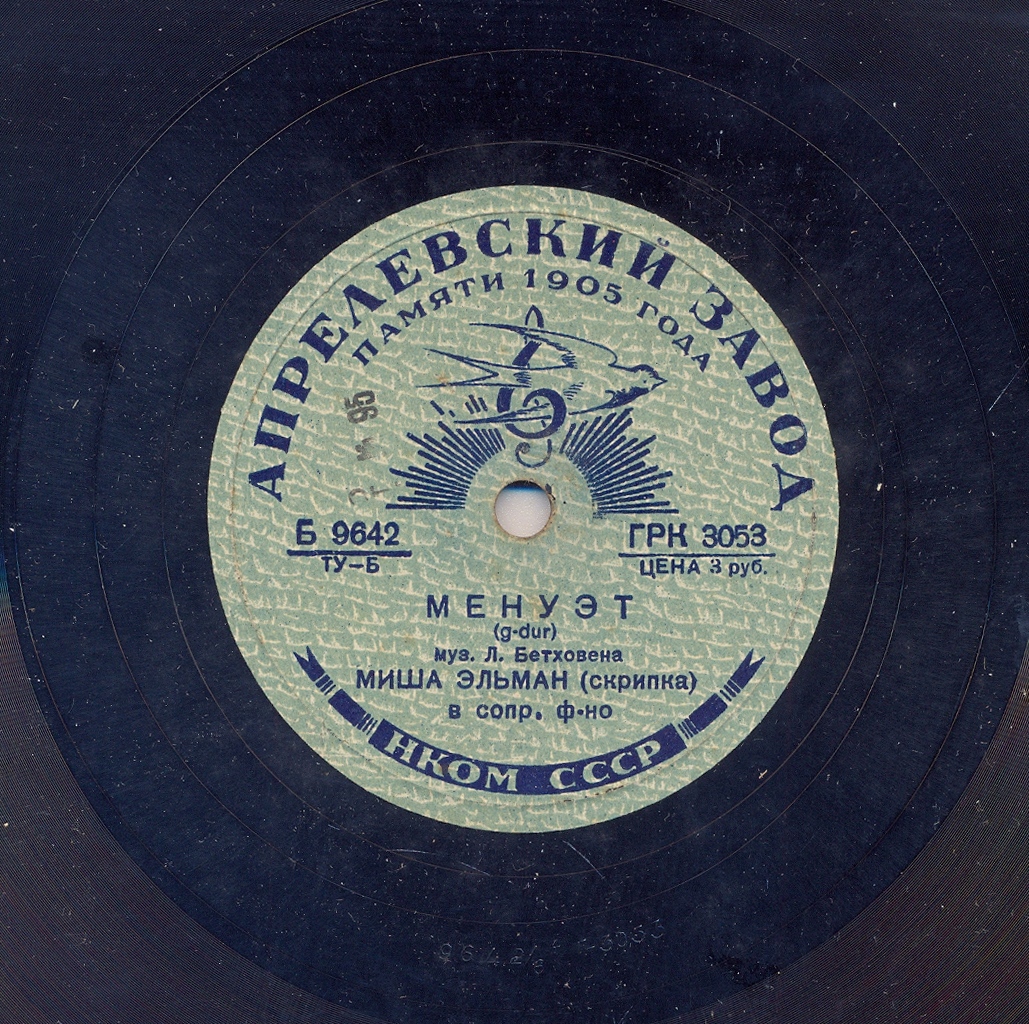 АПРЕЛЕВСКИЙ ЗАВОД
ПАМЯТИ 1905 ГОДА
95
Б 9642
ТУ-Б
ГРК 3053
ЦЕНА 3 руб.
МЕНУЭТ
(g-dur)
муз. Л. Бетховена
МИША ЭЛЬМАН (скрипка)
в сопр. ф-но
НКОМ СССР